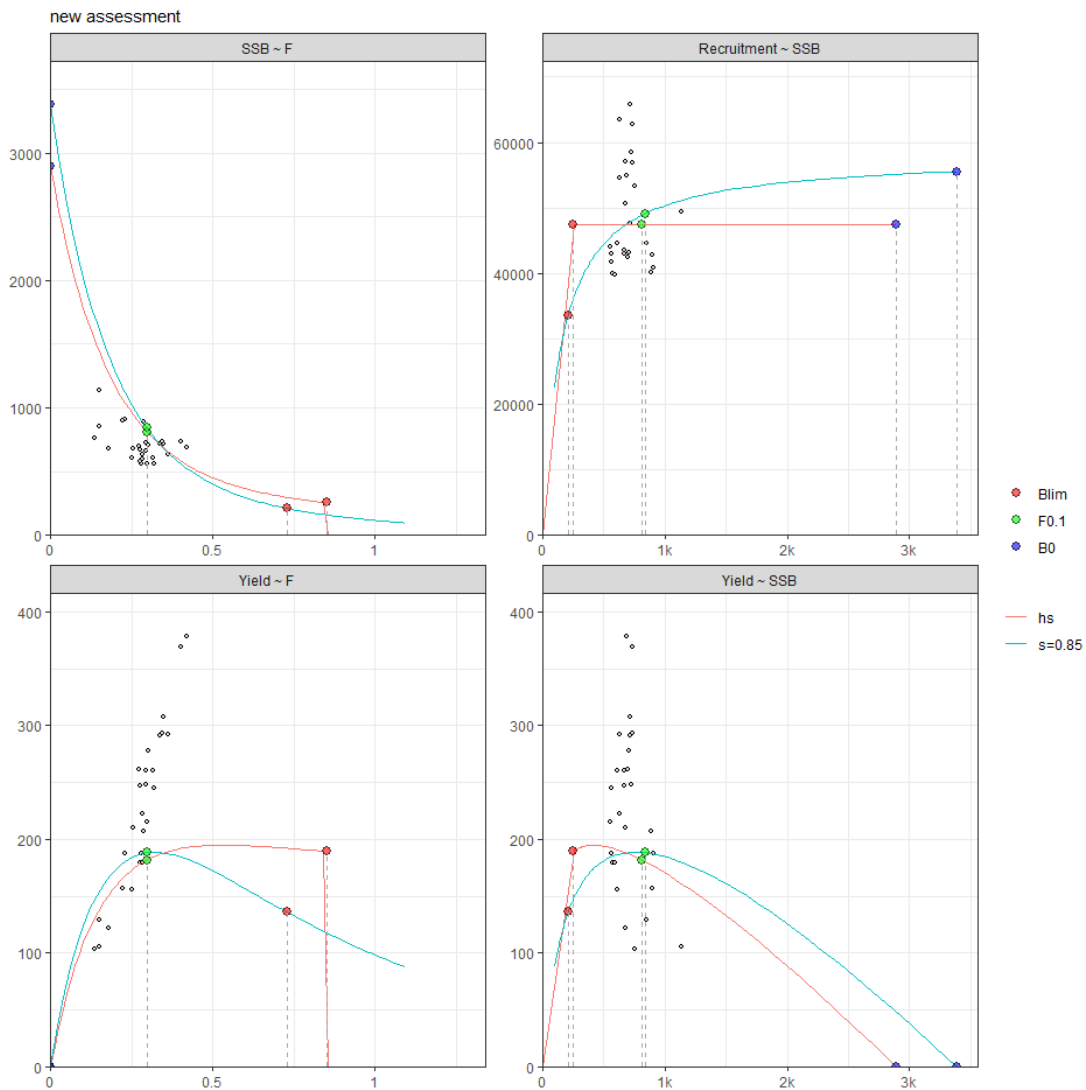 new assessment
SSB ~ F
Recruitment ~ SSB
3000
2000
1000
0
0
0.5
1
60000
40000
20000
0
0
1k
2k
3k
Blim
F0.1
B0
hs
s=0.85
Yield ~ F
Yield ~ SSB
400
300
200
100
0
0
0.5
1
400
300
200
100
0
0
1k
2k
3k